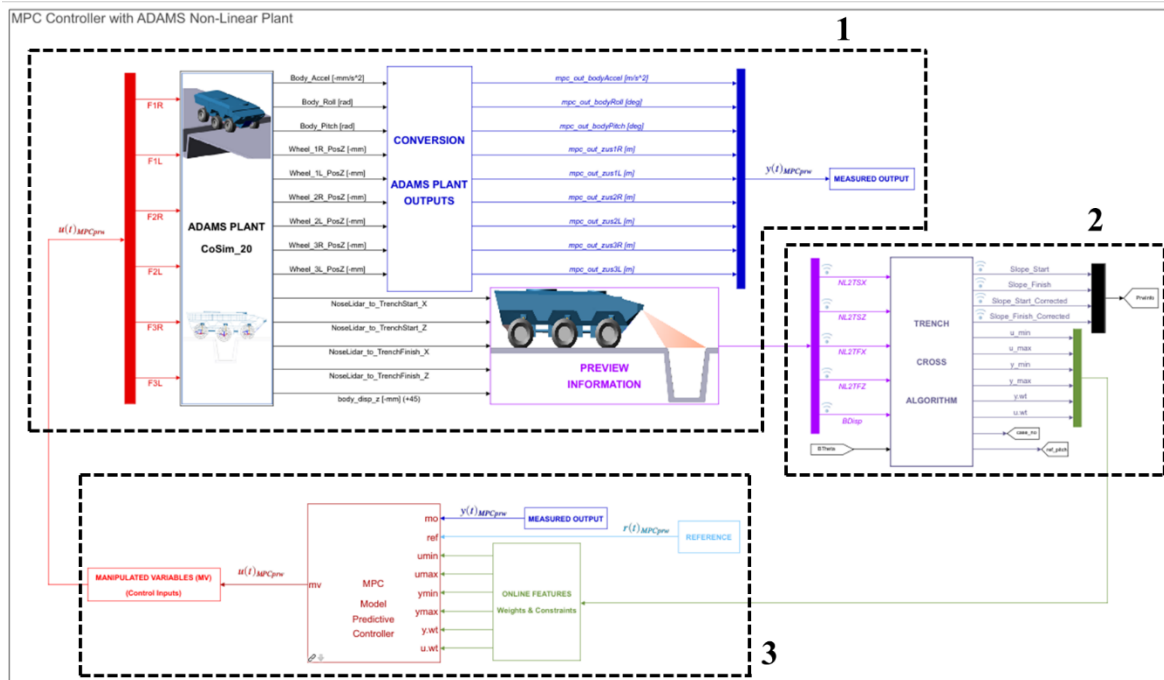 MPC Controller with ADAMS Non-Linear Plant
1
F1R
F1L
F2R
F2L
F3R
F3L
u(t)MPCprw
ADAMS PLANT
CoSim_20
Body_Accel [-mm/s^2]
Body_Roll [rad]
Body_Pitch [rad]
Wheel_1R_PosZ [-mm]
Wheel_1L_PosZ [-mm]
Wheel_2R_PosZ [-mm]
Wheel_2L_PosZ [-mm]
Wheel_3R_PosZ [-mm]
Wheel_3L_PosZ [-mm]
NoseLidar_to_TrenchStart_X
NoseLidar_to_TrenchStart_Z
NoseLidar_to_TrenchFinish_X
NoseLidar_to_TrenchFinish_Z
body_disp_z [-mm] (+45)
CONVERSION
ADAMS PLANT
OUTPUTS
mpc_out_bodyAccel [m/s^2]
mpc_out_bodyRoll [deg]
mpc_out_bodyPitch [deg]
mpc_out_zus1R [m]
mpc_out_zus1L [m]
mpc_out_zus2R [m]
mpc_out_zus2L [m]
mpc_out_zus3R [m]
mpc_out_zus3L [m]
y(t)MPCprw
MEASURED OUTPUT
PREVIEW
INFORMATION
2
NL2TSX
NL2TSZ
NL2TFX
NL2TFZ
BDisp
BTheta
TRENCH
CROSS
ALGORITHM
Slope_Start
Slope_Finish
Slope_Start_Corrected
Slope_Finish_Corrected
u_min
u_max
y_min
y_max
y.wt
u.wt
case_no
ref_pitch
MANIPULATED VARIABLES (MV)
(Control Inputs)
u(t)MPCprw
mv
MPC
Model
Predictive
Controller
mo
ref
umin
umax
ymin
ymax
y.wt
u.wt
y(t)MPCprw
MEASURED OUTPUT
r(t)MPCprw
REFERENCE
ONLINE FEATURES
Weights & Constraints
3